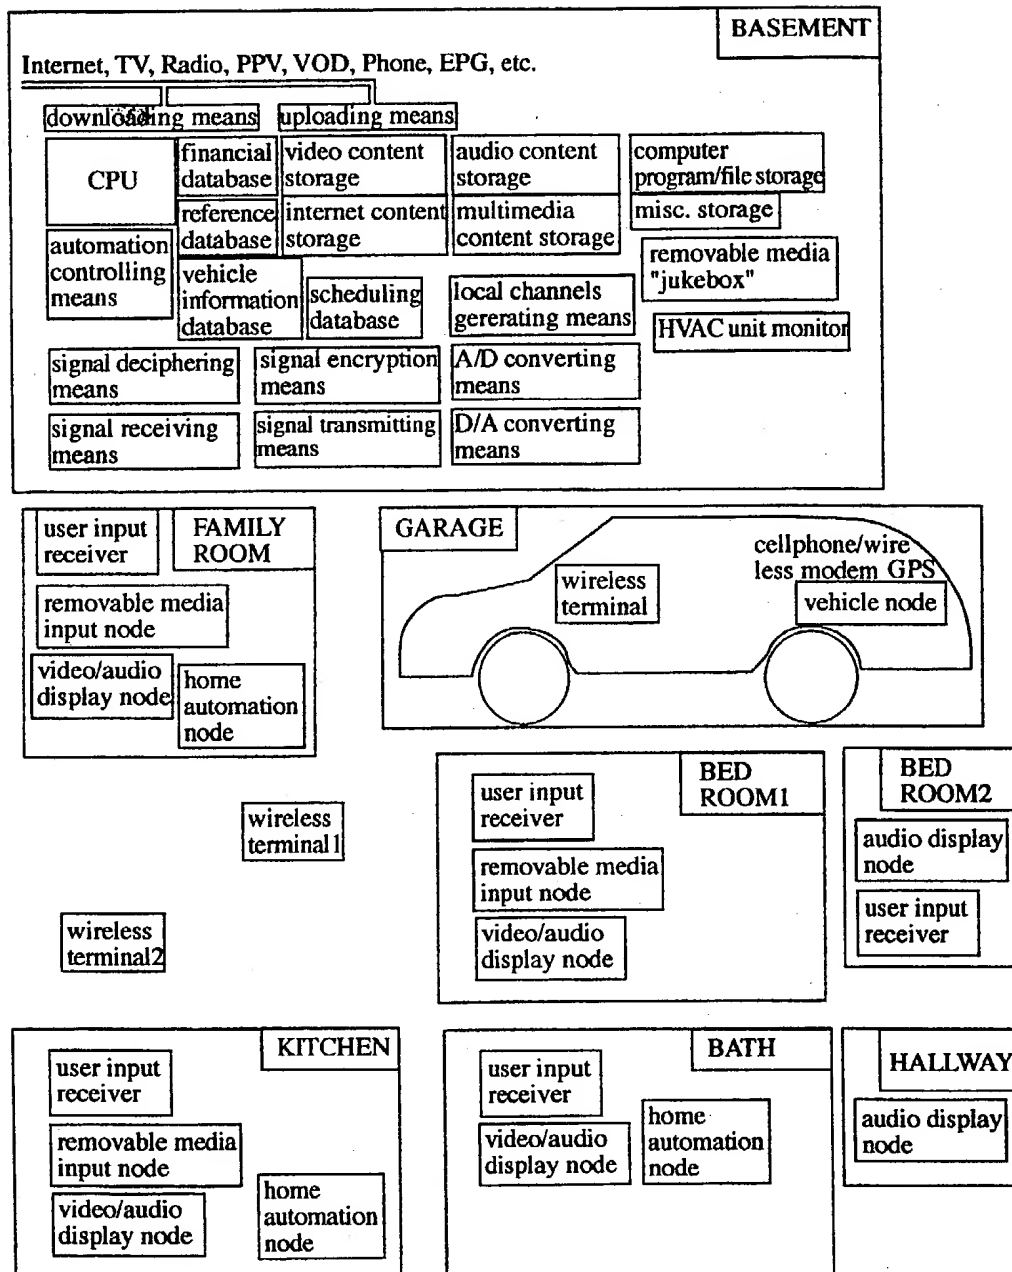 BASEMENT
Internet, TV, Radio, PPV, VOD, Phone, EPG, etc.
downloading means
uploading means
CPU
financial
database
video content
storage
audio content
storage
computer
program/file storage
reference
database
internet content
storage
multimedia
content storage
misc. storage
automation
controlling
means
vehicle
information
database
scheduling
database
local channels
gererating means
removable media
"jukebox"
HVAC unit monitor
signal deciphering
means
signal encryption
means
A/D converting
means
signal receiving
means
signal transmitting
means
D/A converting
means
user input
receiver
FAMILY
ROOM
removable media
input node
video/audio
display node
home
automation
node
GARAGE
wireless
terminal
cellphone/wire
less modem GPS
vehicle node
wireless
terminal1
wireless
terminal2
BED
ROOM1
user input
receiver
removable media
input node
video/audio
display node
BED
ROOM2
audio display
node
user input
receiver
KITCHEN
user input
receiver
removable media
input node
video/audio
display node
home
automation
node
BATH
user input
receiver
video/audio
display node
home
automation
node
HALLWAY
audio display
node